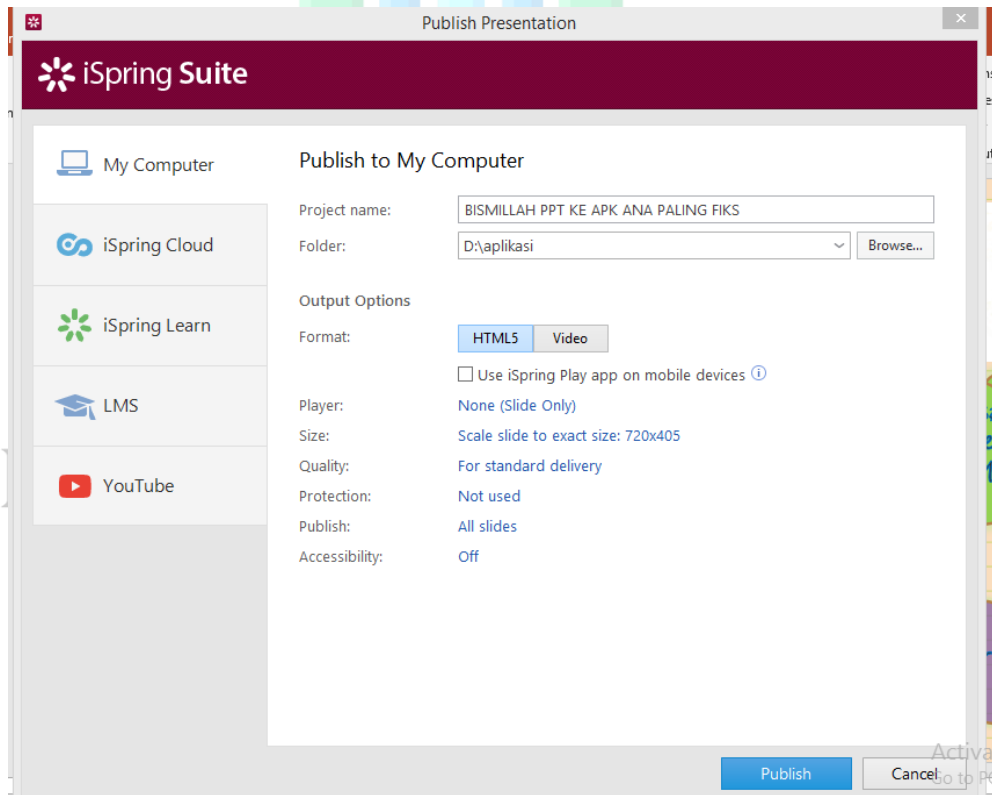 Publish Presentation
iSpring Suite
My Computer
iSpring Cloud
iSpring Learn
LMS
YouTube
Publish to My Computer
Project name: BISMILLAH PPT KE APK ANA PALING FIKS
Folder: D:\aplikasi Browse...
Output Options
Format: HTML5 Video
Use iSpring Play app on mobile devices
Player: None (Slide Only)
Size: Scale slide to exact size: 720x405
Quality: For standard delivery
Protection: Not used
Publish: All slides
Accessibility: Off
Publish Cancel
Activa
Go to P